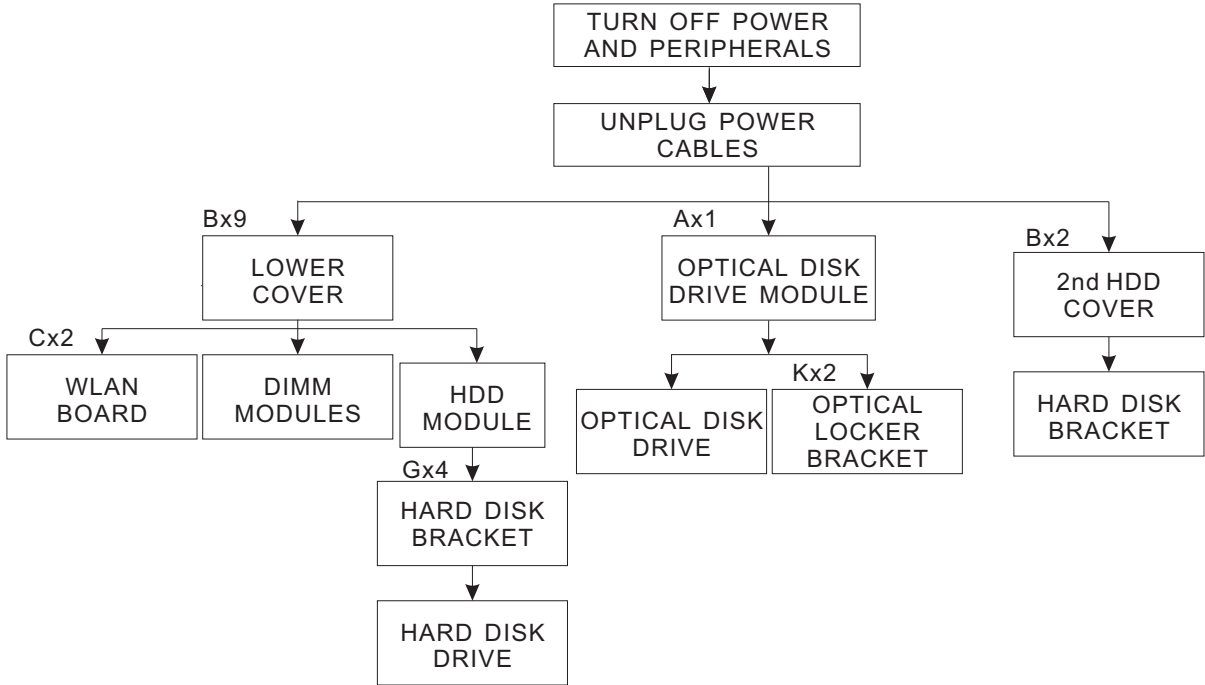 TURN OFF POWER
AND PERIPHERALS
UNPLUG POWER
CABLES
Bx9
LOWER
COVER
Ax1
OPTICAL DISK
DRIVE MODULE
Bx2
2nd HDD
COVER
Cx2
WLAN
BOARD
DIMM
MODULES
HDD
MODULE
OPTICAL DISK
DRIVE
Kx2
OPTICAL
LOCKER
BRACKET
HARD DISK
BRACKET
Gx4
HARD DISK
BRACKET
HARD DISK
DRIVE